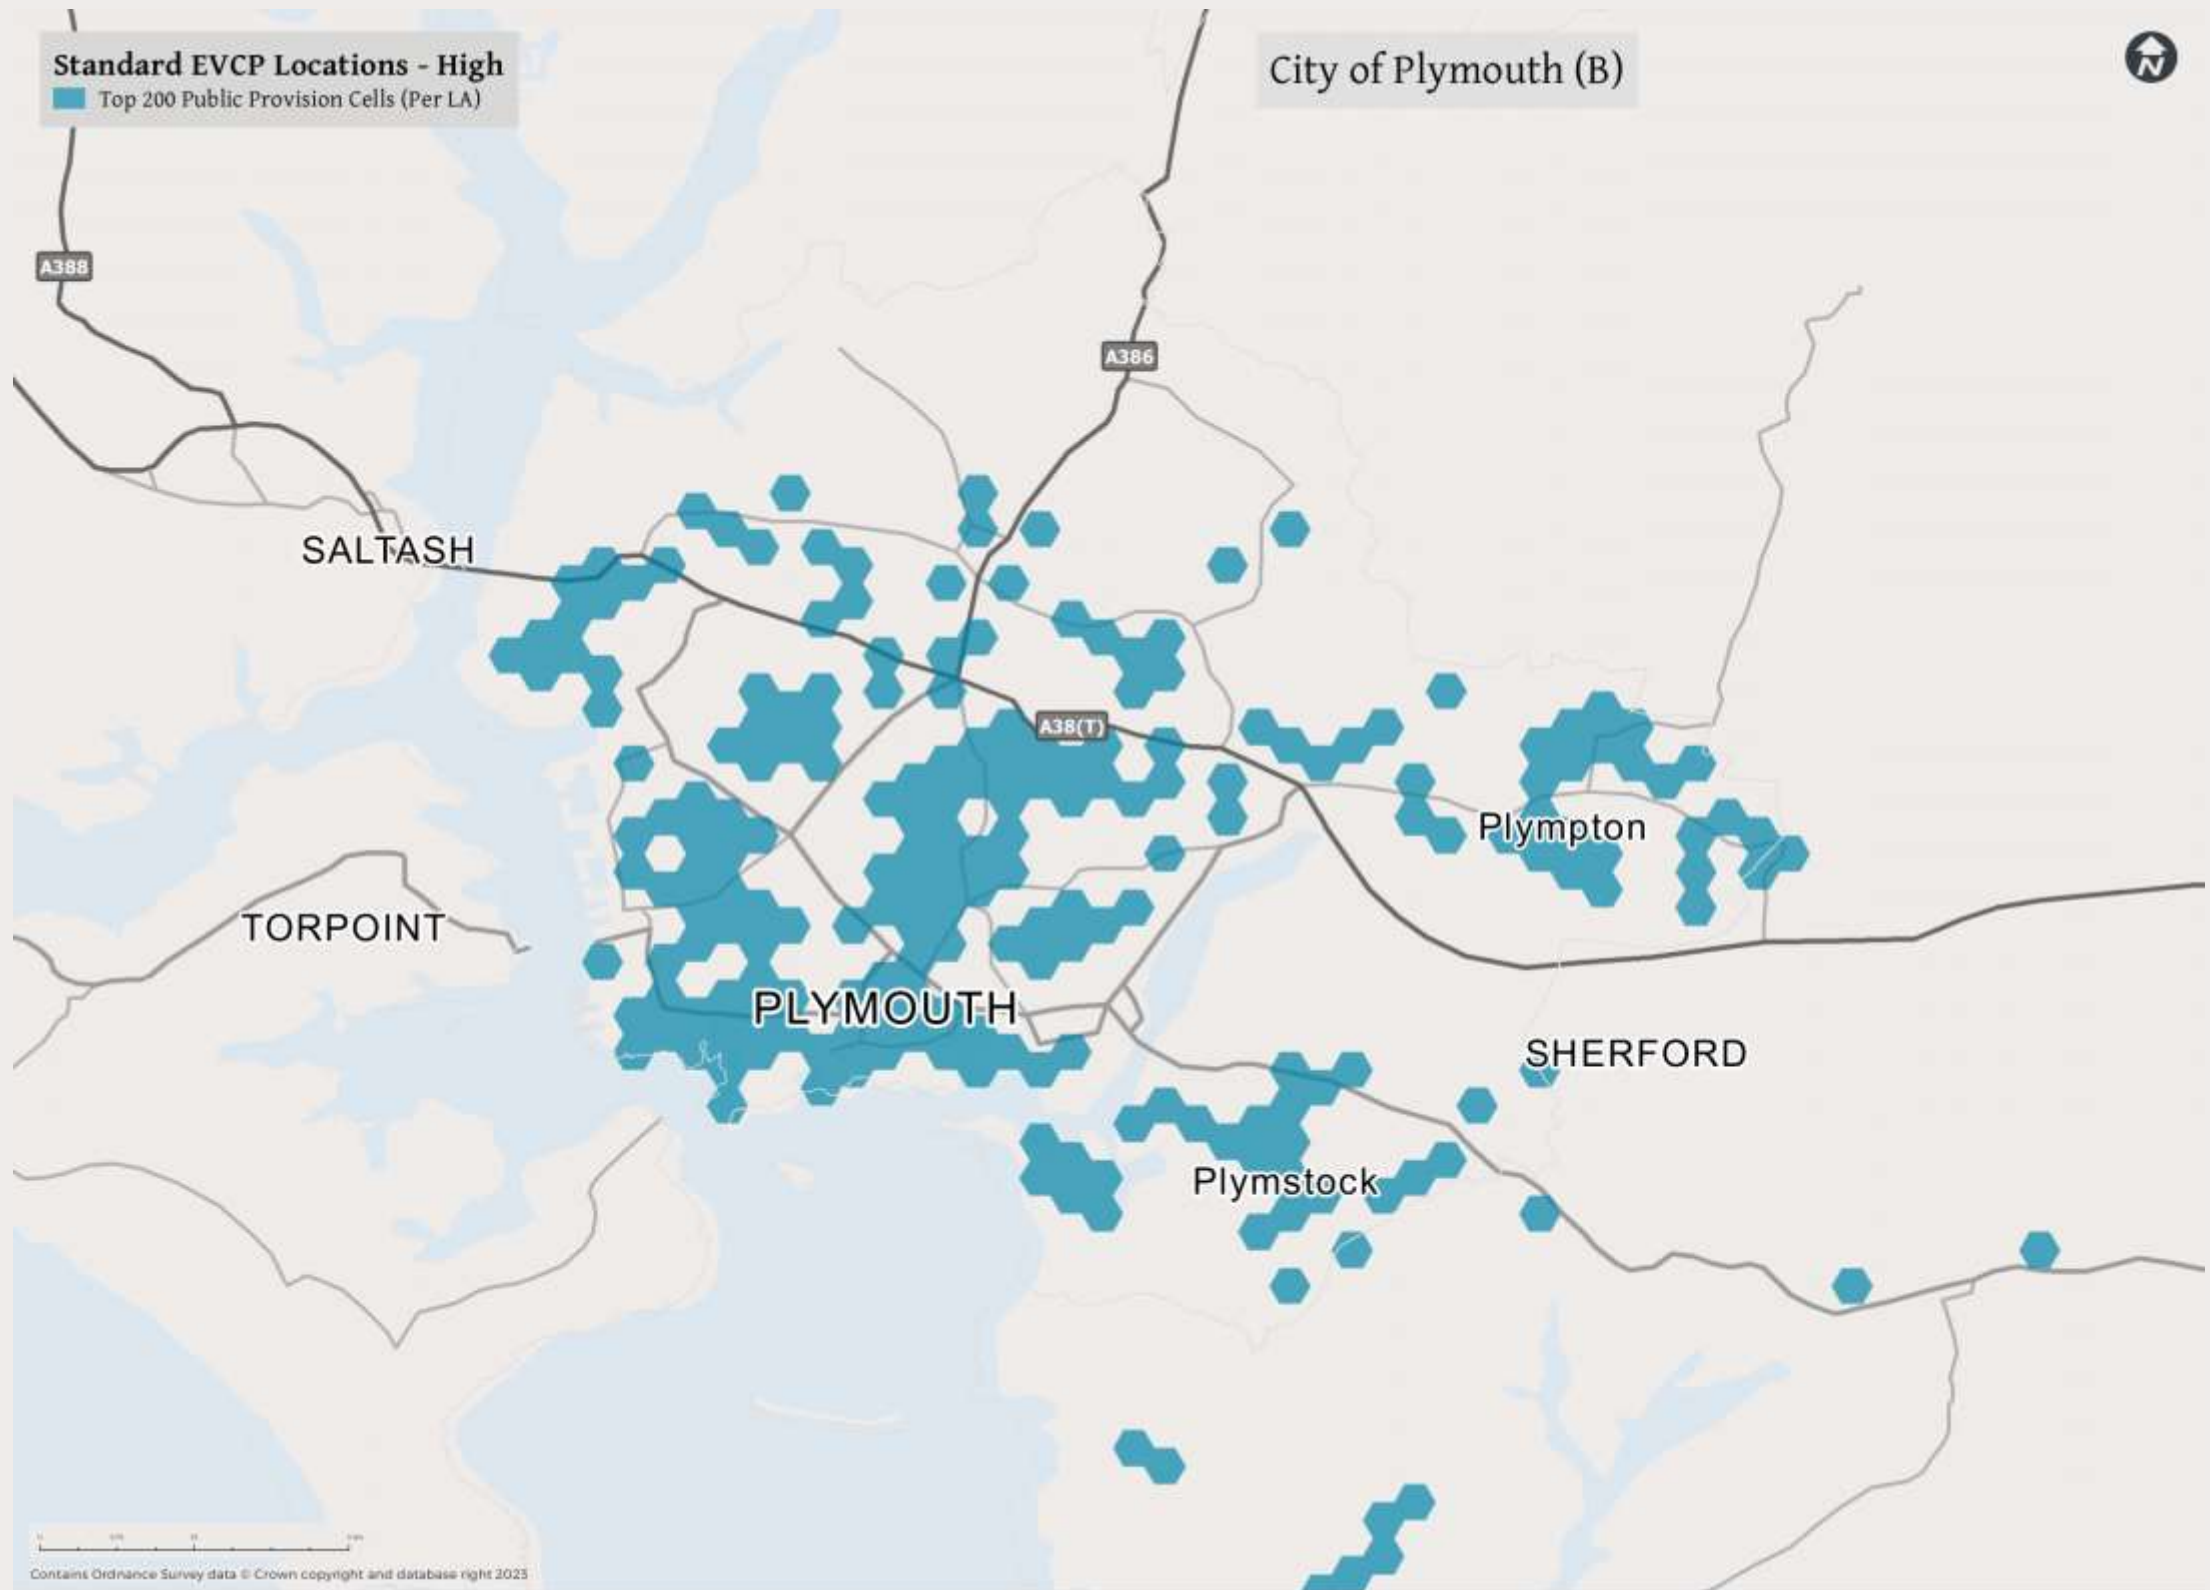 Standard EVCP Locations - High
Top 200 Public Provision Cells (Per LA)
City of Plymouth (B)
N
A388
A386
SALTASH
A38(T)
Plympton
TORPOINT
PLYMOUTH
SHERFORD
Plymstock
Contains Ordnance Survey data © Crown copyright and database right 2023